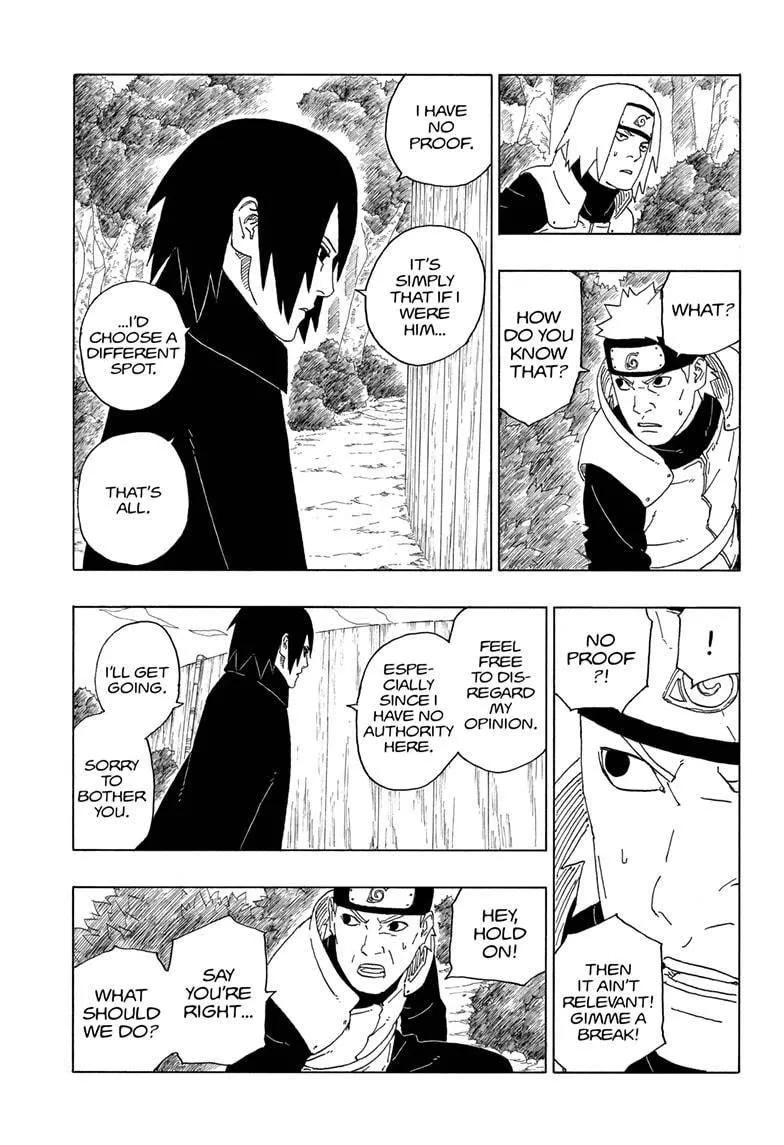 WHAT?
HOW
DO YOU
KNOW
THAT?
I HAVE
NO
PROOF.
IT'S
SIMPLY
THAT IF I
WERE
HIM...
...I'D
CHOOSE A
DIFFERENT
SPOT.
THAT'S
ALL.
!
NO
PROOF
?!
THEN
IT AIN'T
RELEVANT!
GIMME A
BREAK!
FEEL
FREE
TO DIS-
REGARD
MY
OPINION.
ESPE-
CIALLY
SINCE I
HAVE NO
AUTHORITY
HERE.
I'LL GET
GOING.
SORRY
TO
BOTHER
YOU.
HEY,
HOLD
ON!
SAY
YOU'RE
RIGHT...
WHAT
SHOULD
WE DO?